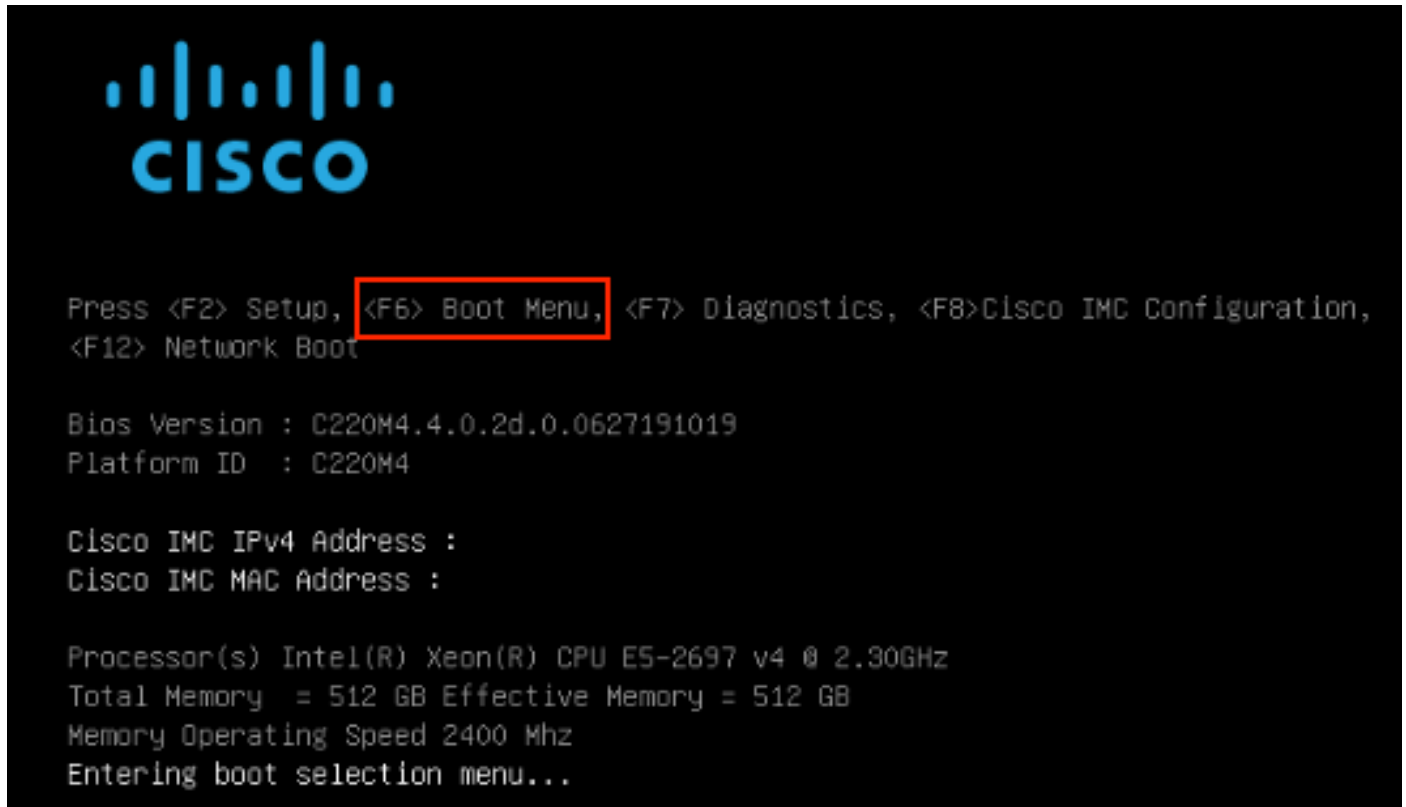 CISCO
Press <F2> Setup, <F6> Boot Menu, <F7> Diagnostics, <F8>Cisco IMC Configuration,
<F12> Network Boot
Bios Version : C220M4.4.0.2d.0.0627191019
Platform ID  : C220M4
Cisco IMC IPv4 Address :
Cisco IMC MAC Address :
Processor(s) Intel(R) Xeon(R) CPU E5-2697 v4 @ 2.30GHz
Total Memory  = 512 GB Effective Memory = 512 GB
Memory Operating Speed 2400 Mhz
Entering boot selection menu...